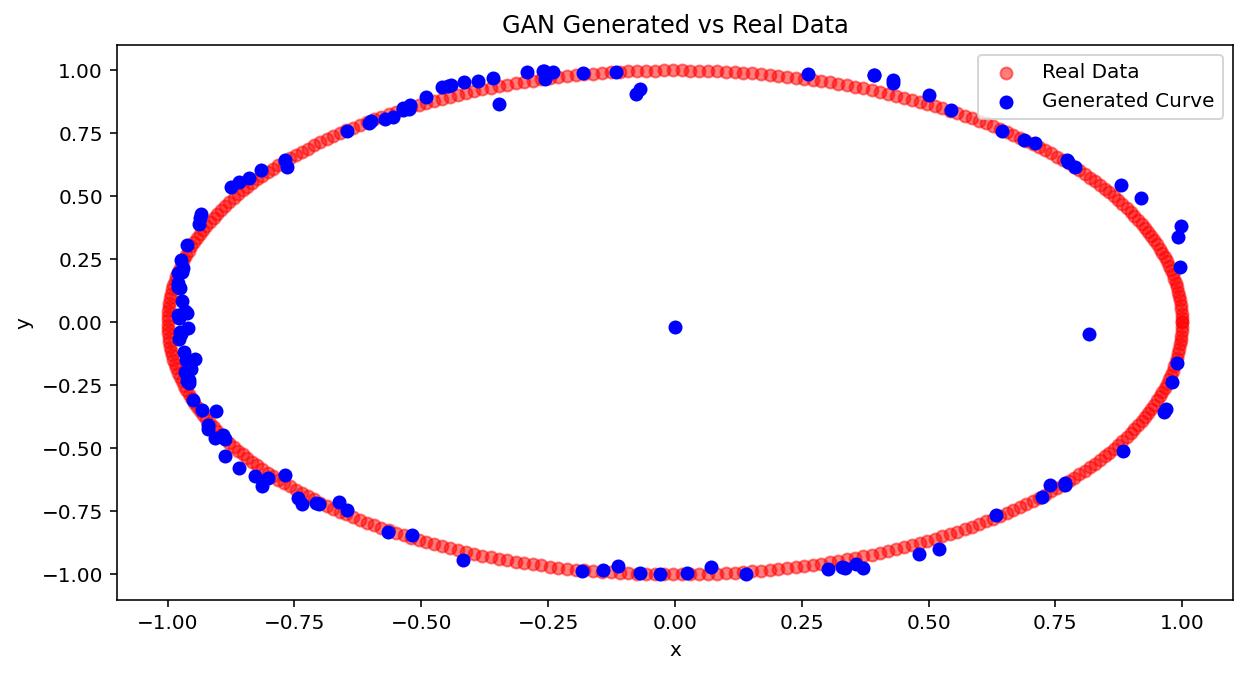 GAN Generated vs Real Data
Real Data
Generated Curve
1.00
0.75
0.50
0.25
0.00
−0.25
−0.50
−0.75
−1.00
y
−1.00 −0.75 −0.50 −0.25 0.00 0.25 0.50 0.75 1.00
x